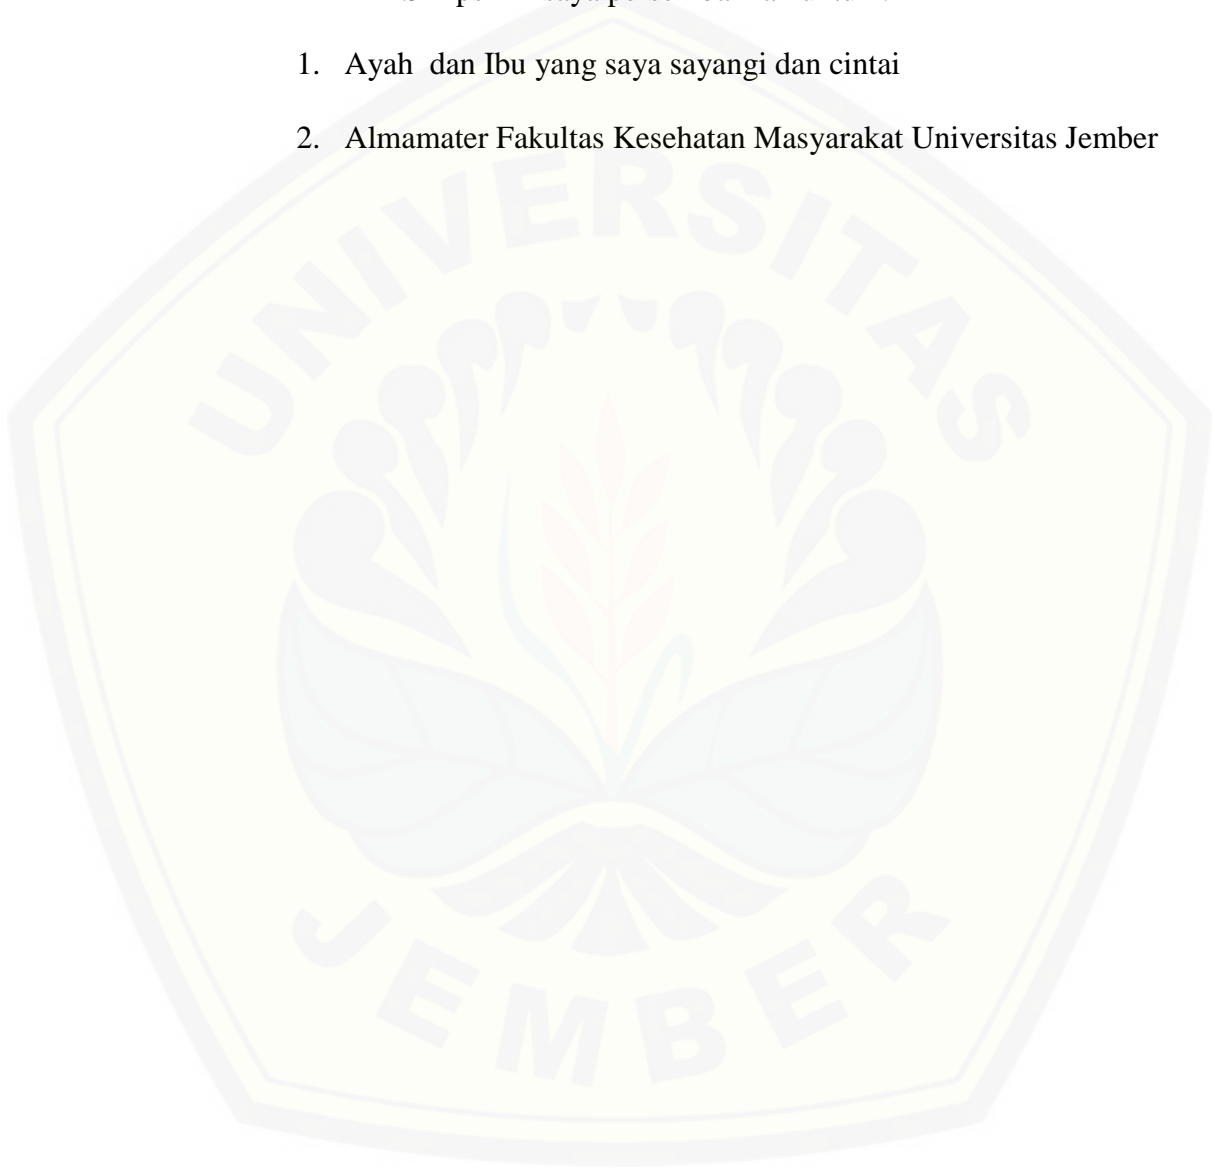 1. Ayah dan Ibu yang saya sayangi dan cintai
2. Almamater Fakultas Kesehatan Masyarakat Universitas Jember
UNIVERSITAS
JEMBER